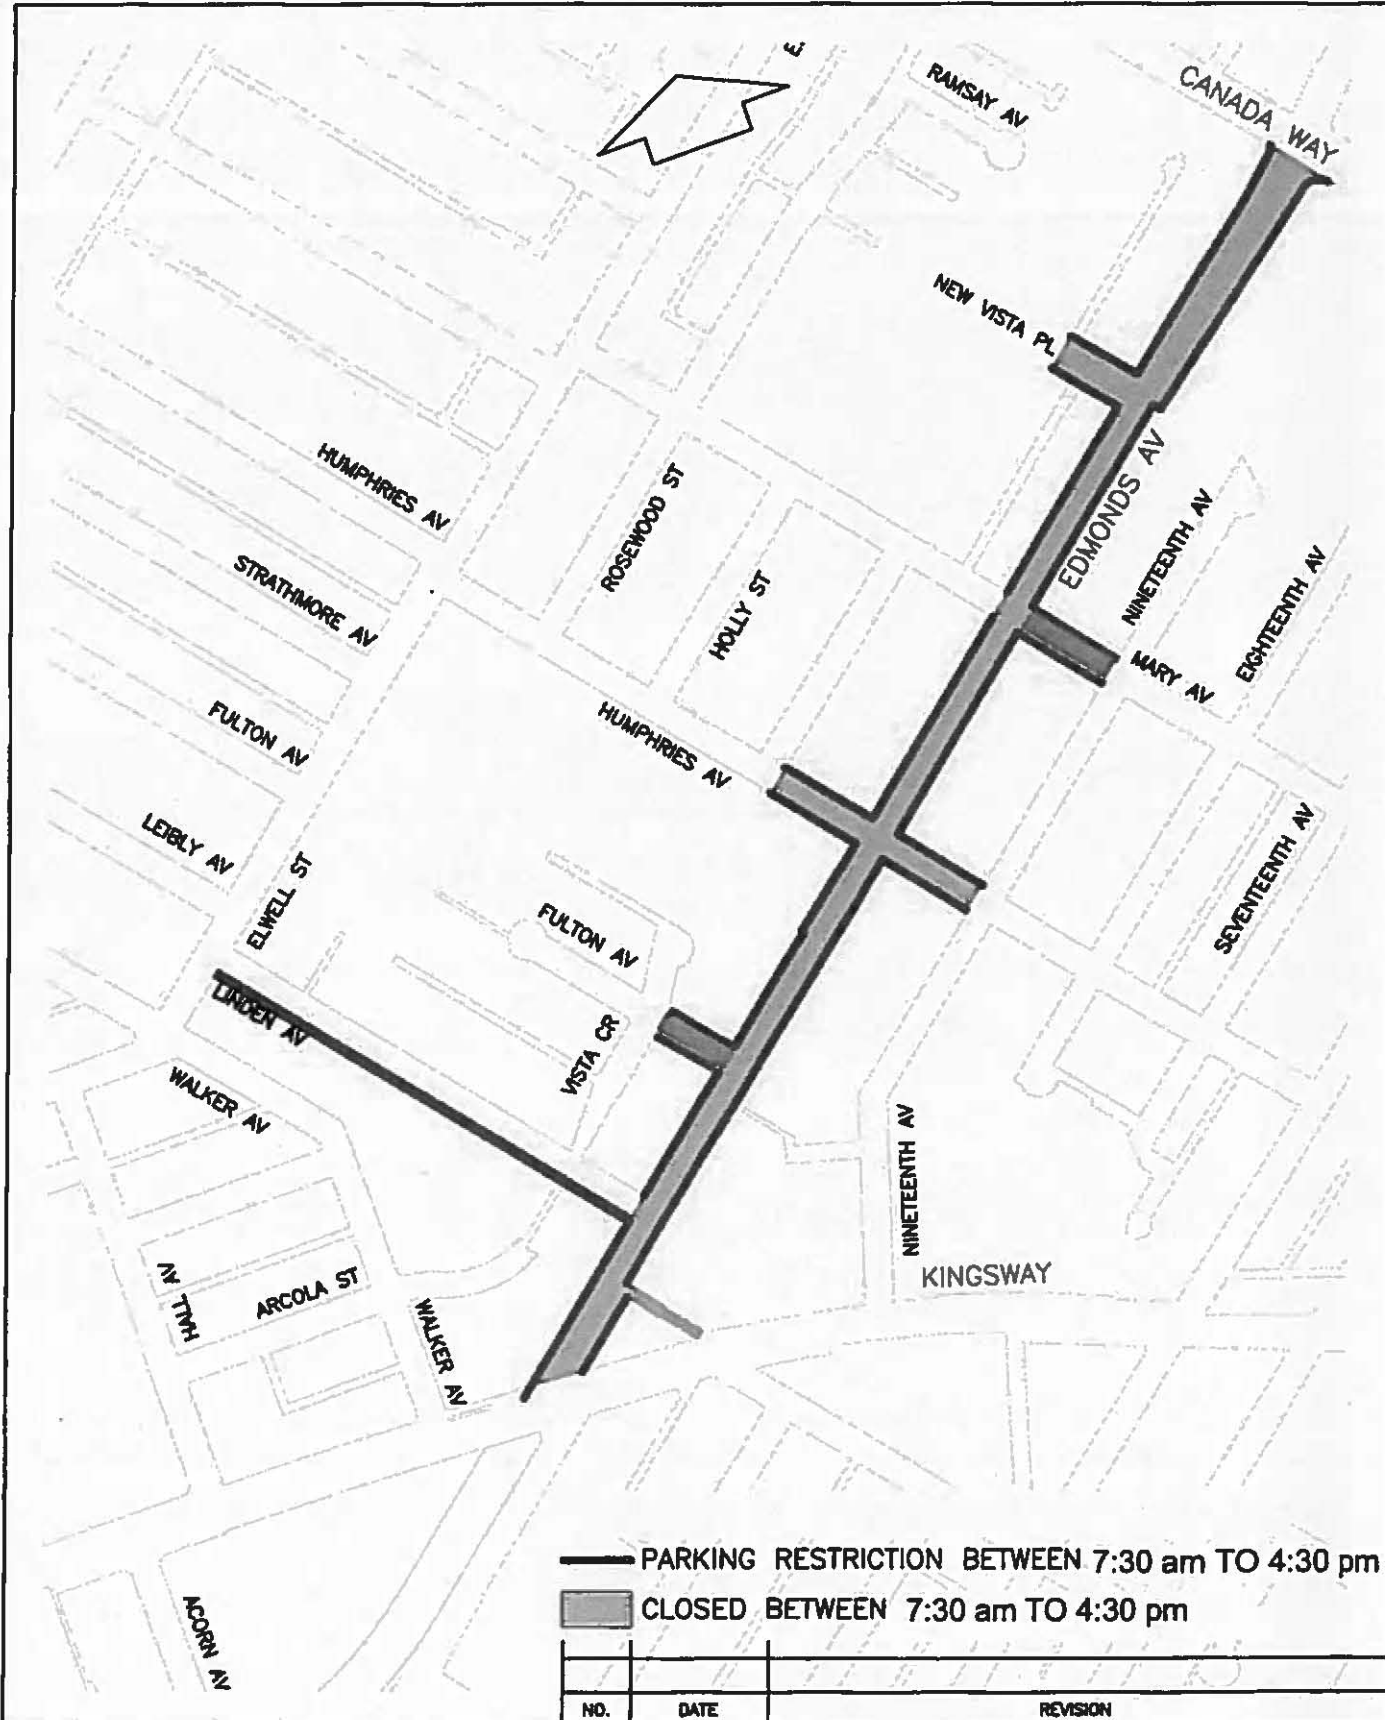 RAMSAY AV
CANADA WAY
NEW VISTA PL
HUMPHRIES AV
ROSEWOOD ST
EDMONDS AV
NINETEENTH AV
STRATHMORE AV
HOLLY ST
EIGHTEENTH AV
MARY AV
FULTON AV
HUMPHRIES AV
LEIBLY AV
SEVENTEENTH AV
ELWELL ST
FULTON AV
LINDEN AV
VISTA CR
WALKER AV
NINETEENTH AV
KINGSWAY
HALL AV
ARCOLA ST
WALKER AV
PARKING RESTRICTION BETWEEN 7:30 am TO 4:30 pm
CLOSED BETWEEN 7:30 am TO 4:30 pm
ACORN AV
NO. DATE REVISION